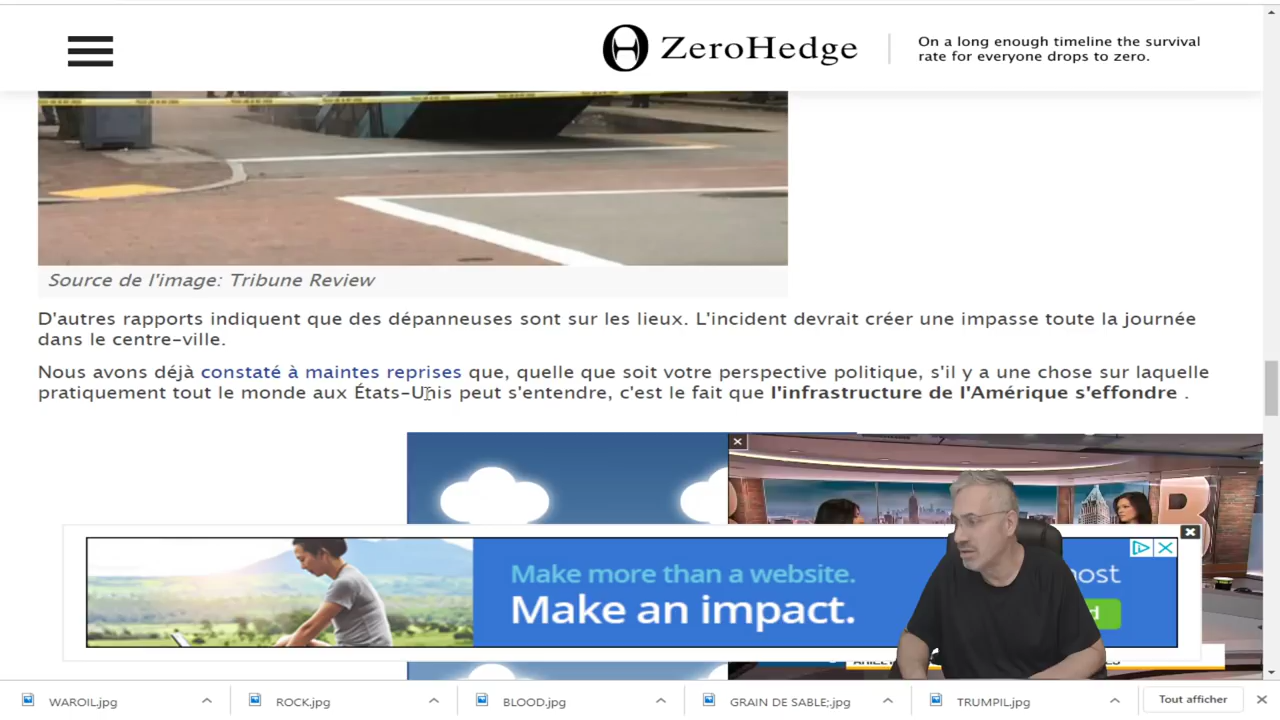 ZeroHedge
On a long enough timeline the survival
rate for everyone drops to zero.
Source de l'image: Tribune Review
D'autres rapports indiquent que des dépanneuses sont sur les lieux. L'incident devrait créer une impasse toute la journée
dans le centre-ville.
Nous avons déjà constaté à maintes reprises que, quelle que soit votre perspective politique, s'il y a une chose sur laquelle
pratiquement tout le monde aux États-Unis peut s'entendre, c'est le fait que l'infrastructure de l'Amérique s'effondre .
Make more than a website.
Make an impact.
WAROIL.jpg
ROCK.jpg
BLOOD.jpg
GRAIN DE SABLE;.jpg
TRUMPIL.jpg
Tout afficher